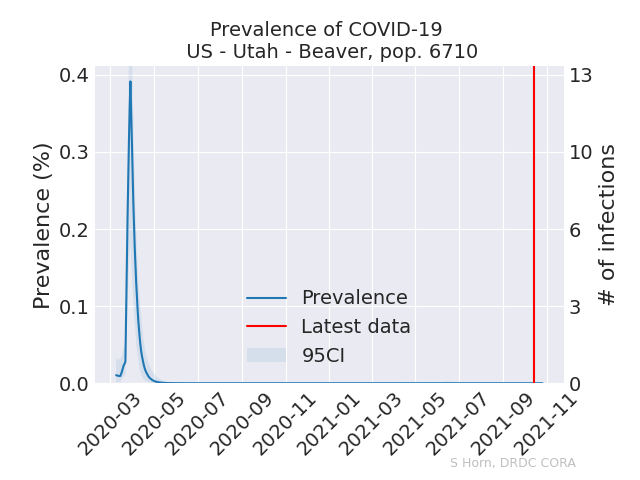 Prevalence of COVID-19
US - Utah - Beaver, pop. 6710
Prevalence (%)
0.4
0.3
0.2
0.1
0.0
13
10
6
3
0
# of infections
Prevalence
Latest data
95CI
2020-03
2020-05
2020-07
2020-09
2020-11
2021-01
2021-03
2021-05
2021-07
2021-09
2021-11
S Horn, DRDC CORA